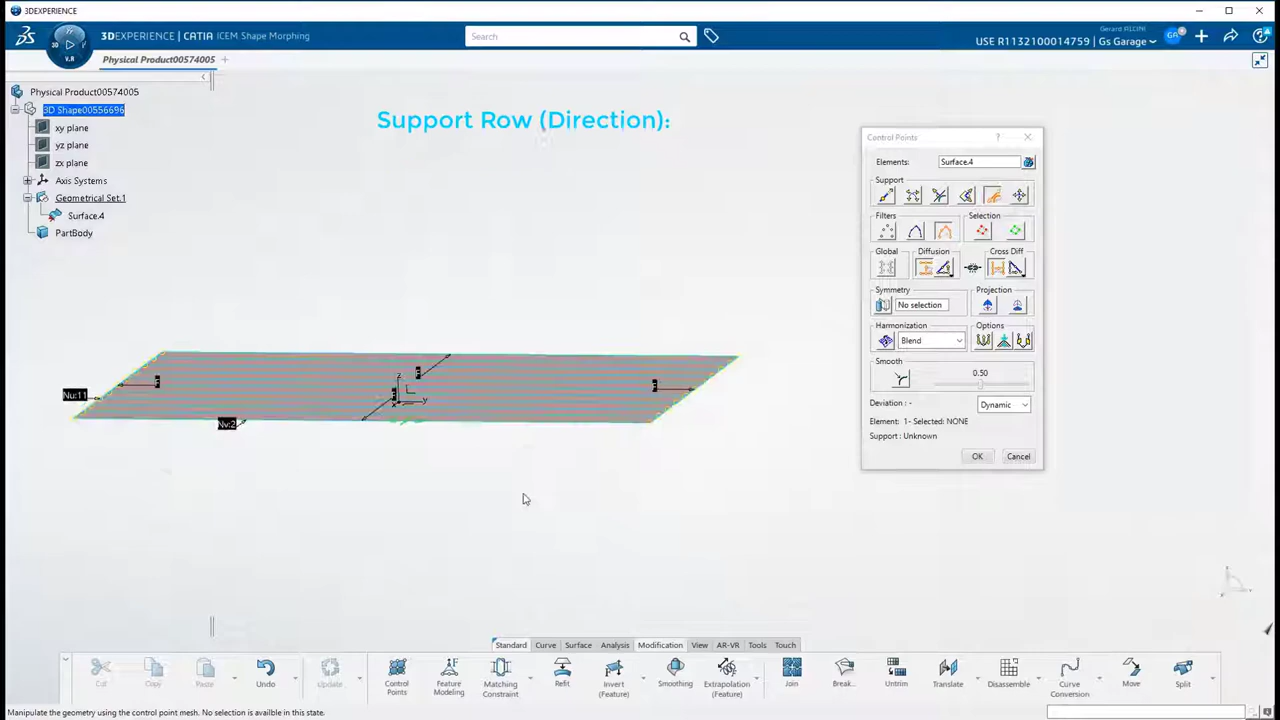 3DEXPERIENCE
3DEXPERIENCE | CATIA ICEM Shape Morphing
Search
Gerard RICINI
USE R1132100014759 | Gs Garage
GR
3D
V.R
Physical Product00574005
Physical Product00574005
3D Shape00556696
xy plane
yz plane
zx plane
Axis Systems
Geometrical Set.1
Surface.4
PartBody
Support Row (Direction):
Nu:11
Nv:2
z
x
y
Control Points
Elements:
Surface.4
Support
Filters
Selection
Global
Diffusion
Cross Diff
Symmetry
Projection
No selection
Harmonization
Options
Blend
Smooth
0.50
Deviation : -
Dynamic
Element: 1- Selected: NONE
Support : Unknown
OK
Cancel
Standard
Curve
Surface
Analysis
Modification
View
AR-VR
Tools
Touch
Cut
Copy
Paste
Undo
Update
Control Points
Feature Modeling
Matching Constraint
Refit
Invert (Feature)
Smoothing
Extrapolation (Feature)
Join
Break...
Untrim
Translate
Disassemble
Curve Conversion
Move
Split
Manipulate the geometry using the control point mesh. No selection is availble in this state.